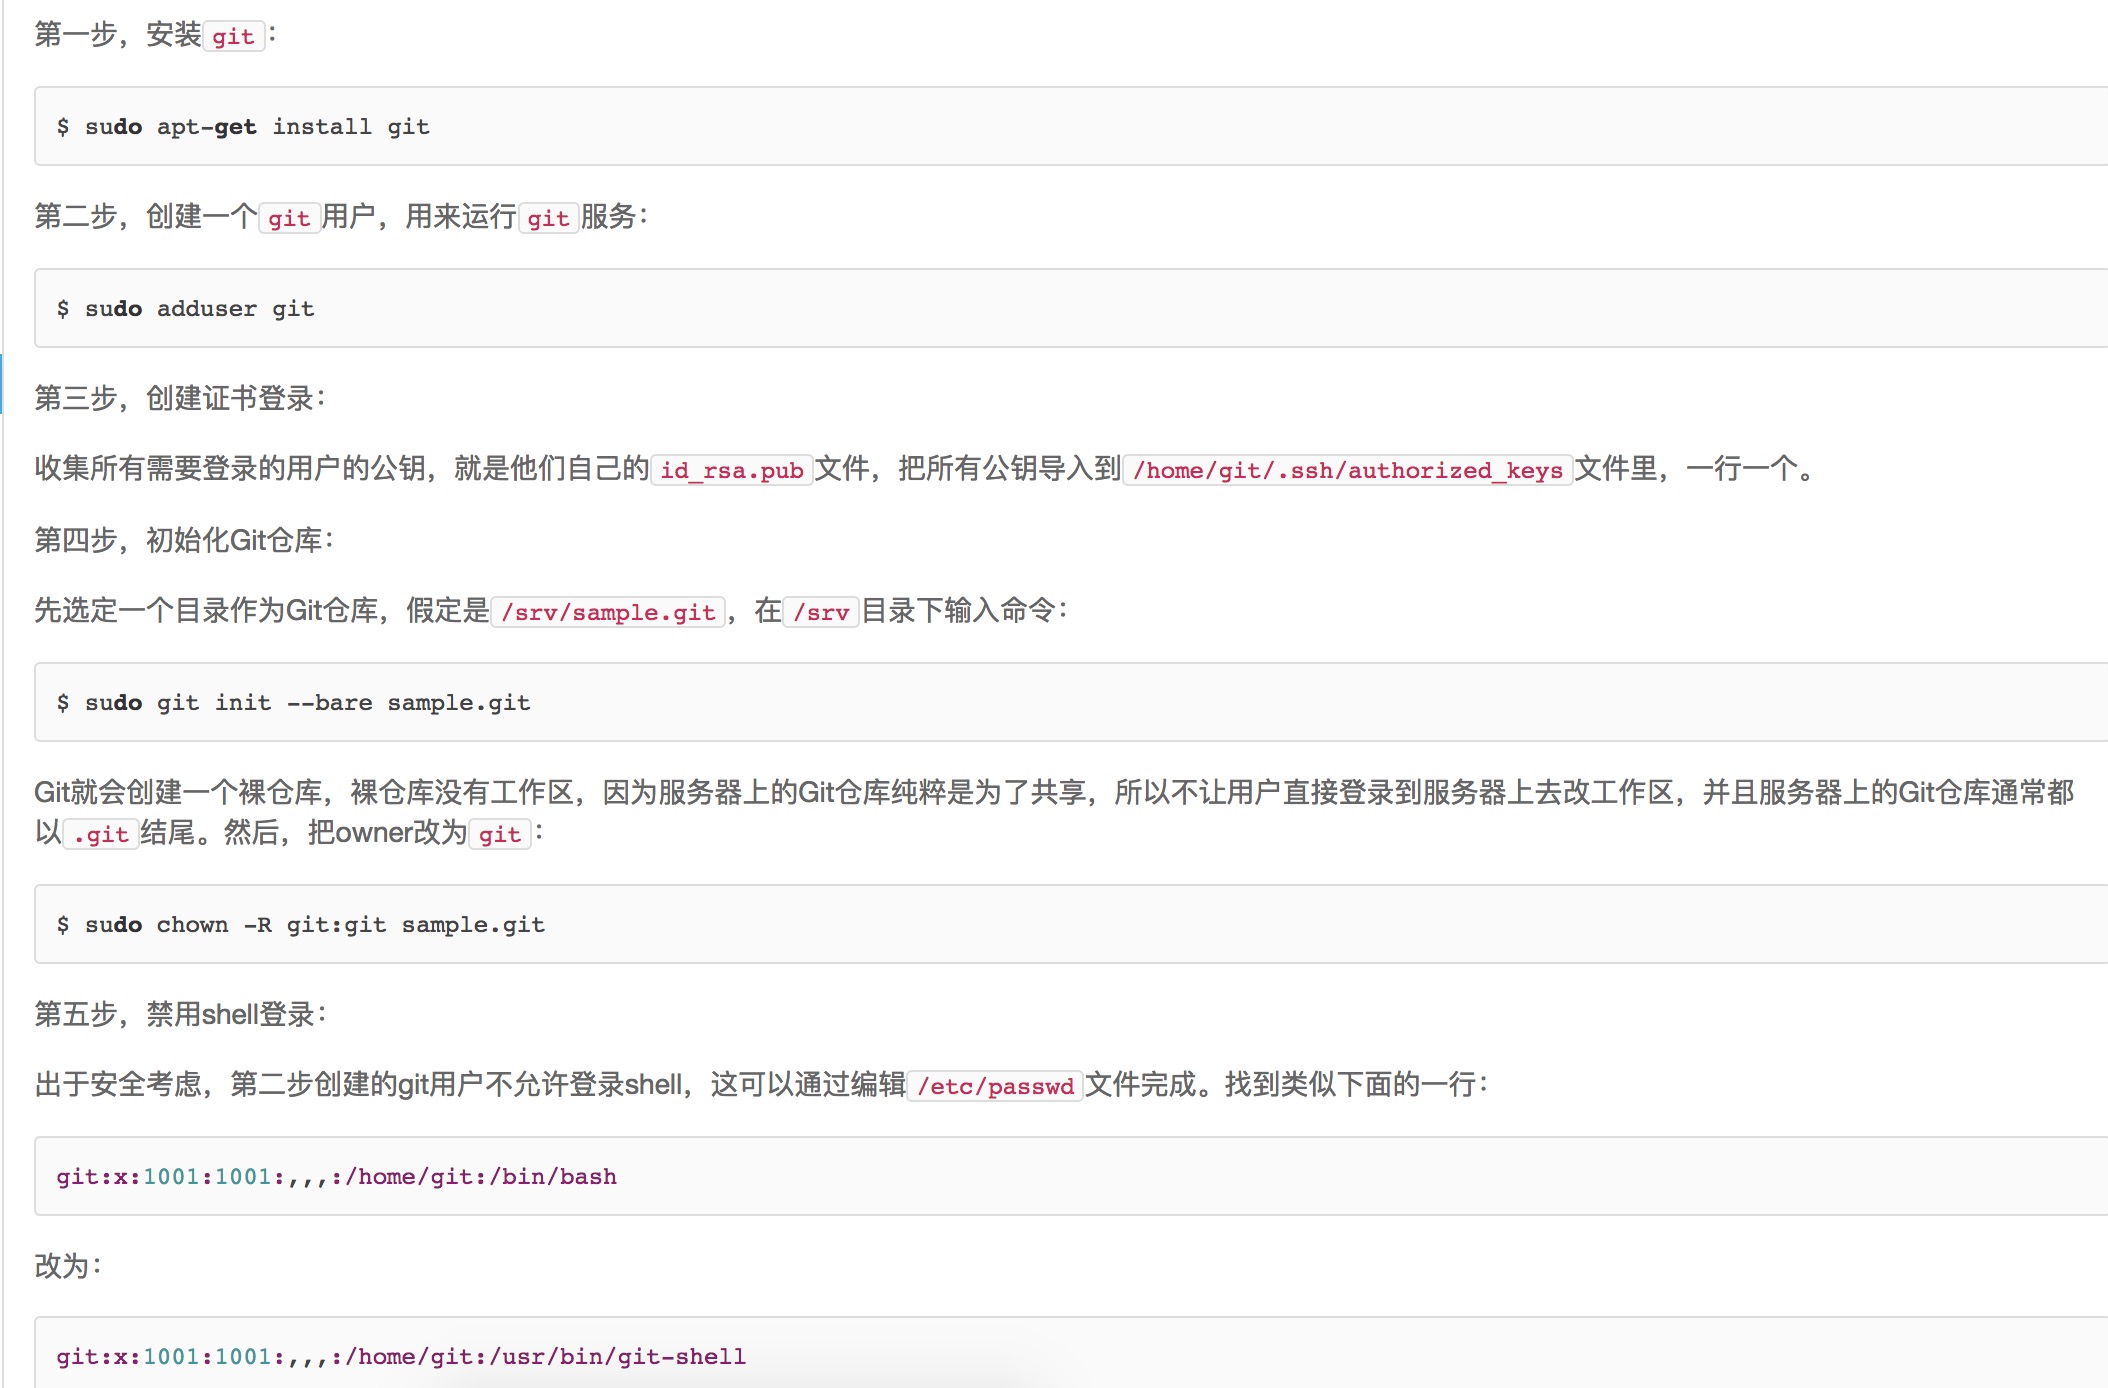 第一步，安装git：
$ sudo apt-get install git
第二步，创建一个git用户，用来运行git服务：
$ sudo adduser git
第三步，创建证书登录：
收集所有需要登录的用户的公钥，就是他们自己的id_rsa.pub文件，把所有公钥导入到/home/git/.ssh/authorized_keys文件里，一行一个。
第四步，初始化Git仓库：
先选定一个目录作为Git仓库，假定是/srv/sample.git，在/srv目录下输入命令：
$ sudo git init --bare sample.git
Git就会创建一个裸仓库，裸仓库没有工作区，因为服务器上的Git仓库纯粹是为了共享，所以不让用户直接登录到服务器上去改工作区，并且服务器上的Git仓库通常都
以.git结尾。然后，把owner改为git：
$ sudo chown -R git:git sample.git
第五步，禁用shell登录：
出于安全考虑，第二步创建的git用户不允许登录shell，这可以通过编辑/etc/passwd文件完成。找到类似下面的一行：
git:x:1001:1001:,,,:/home/git:/bin/bash
改为：
git:x:1001:1001:,,,:/home/git:/usr/bin/git-shell